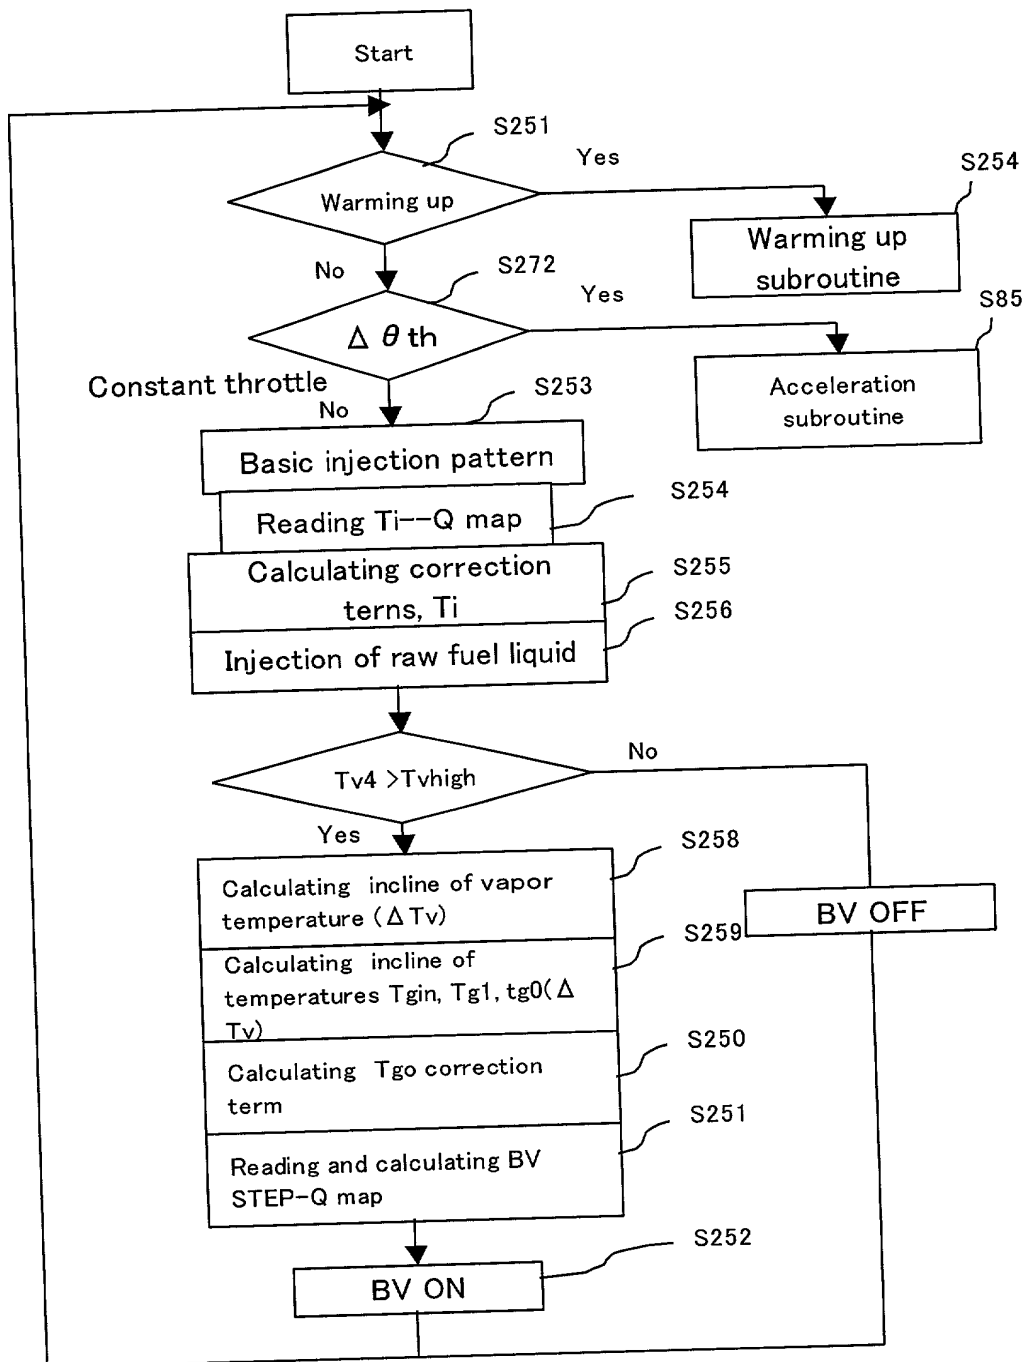 Start
S251
Yes
S254
Warming up
Warming up
subroutine
No
S272
Yes
S85
Δ θ th
Acceleration
subroutine
Constant throttle
No
S253
Basic injection pattern
S254
Reading Ti--Q map
Calculating correction
terns, Ti
S255
S256
Injection of raw fuel liquid
No
Tv4 >Tvhigh
Yes
S258
Calculating incline of vapor
temperature (Δ Tv)
BV OFF
S259
Calculating incline of
temperatures Tgin, Tg1, tg0(Δ
Tv)
S250
Calculating Tgo correction
term
S251
Reading and calculating BV
STEP-Q map
S252
BV ON